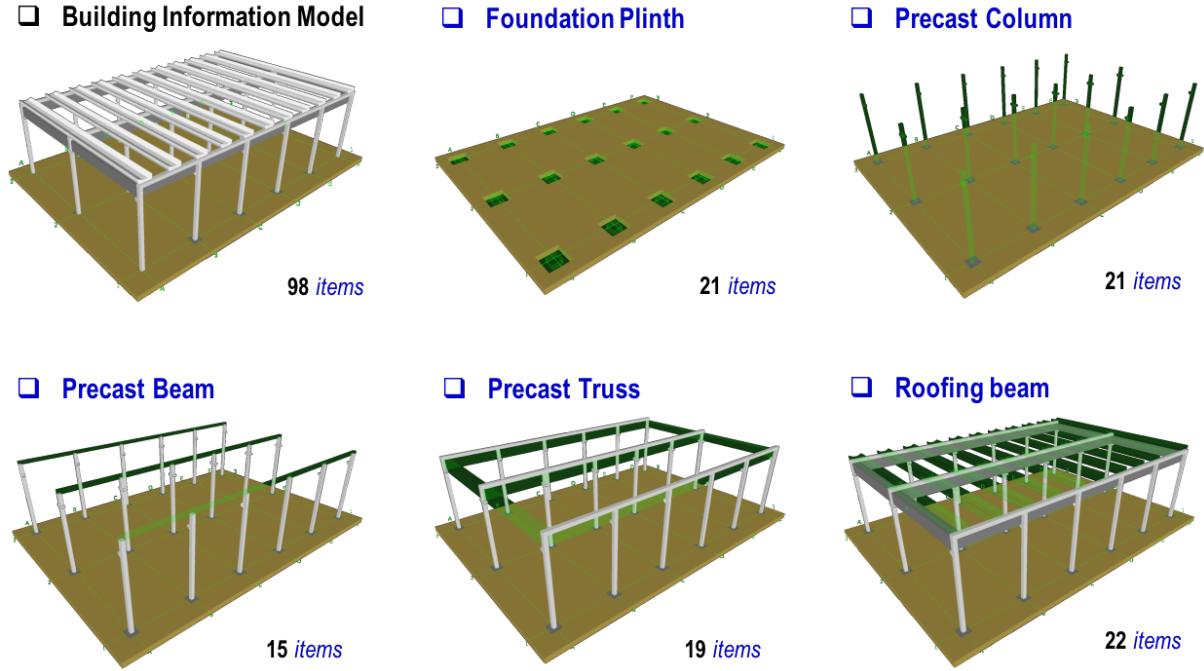 Building Information Model
Foundation Plinth
Precast Column
98 items
21 items
21 items
Precast Beam
Precast Truss
Roofing beam
15 items
19 items
22 items